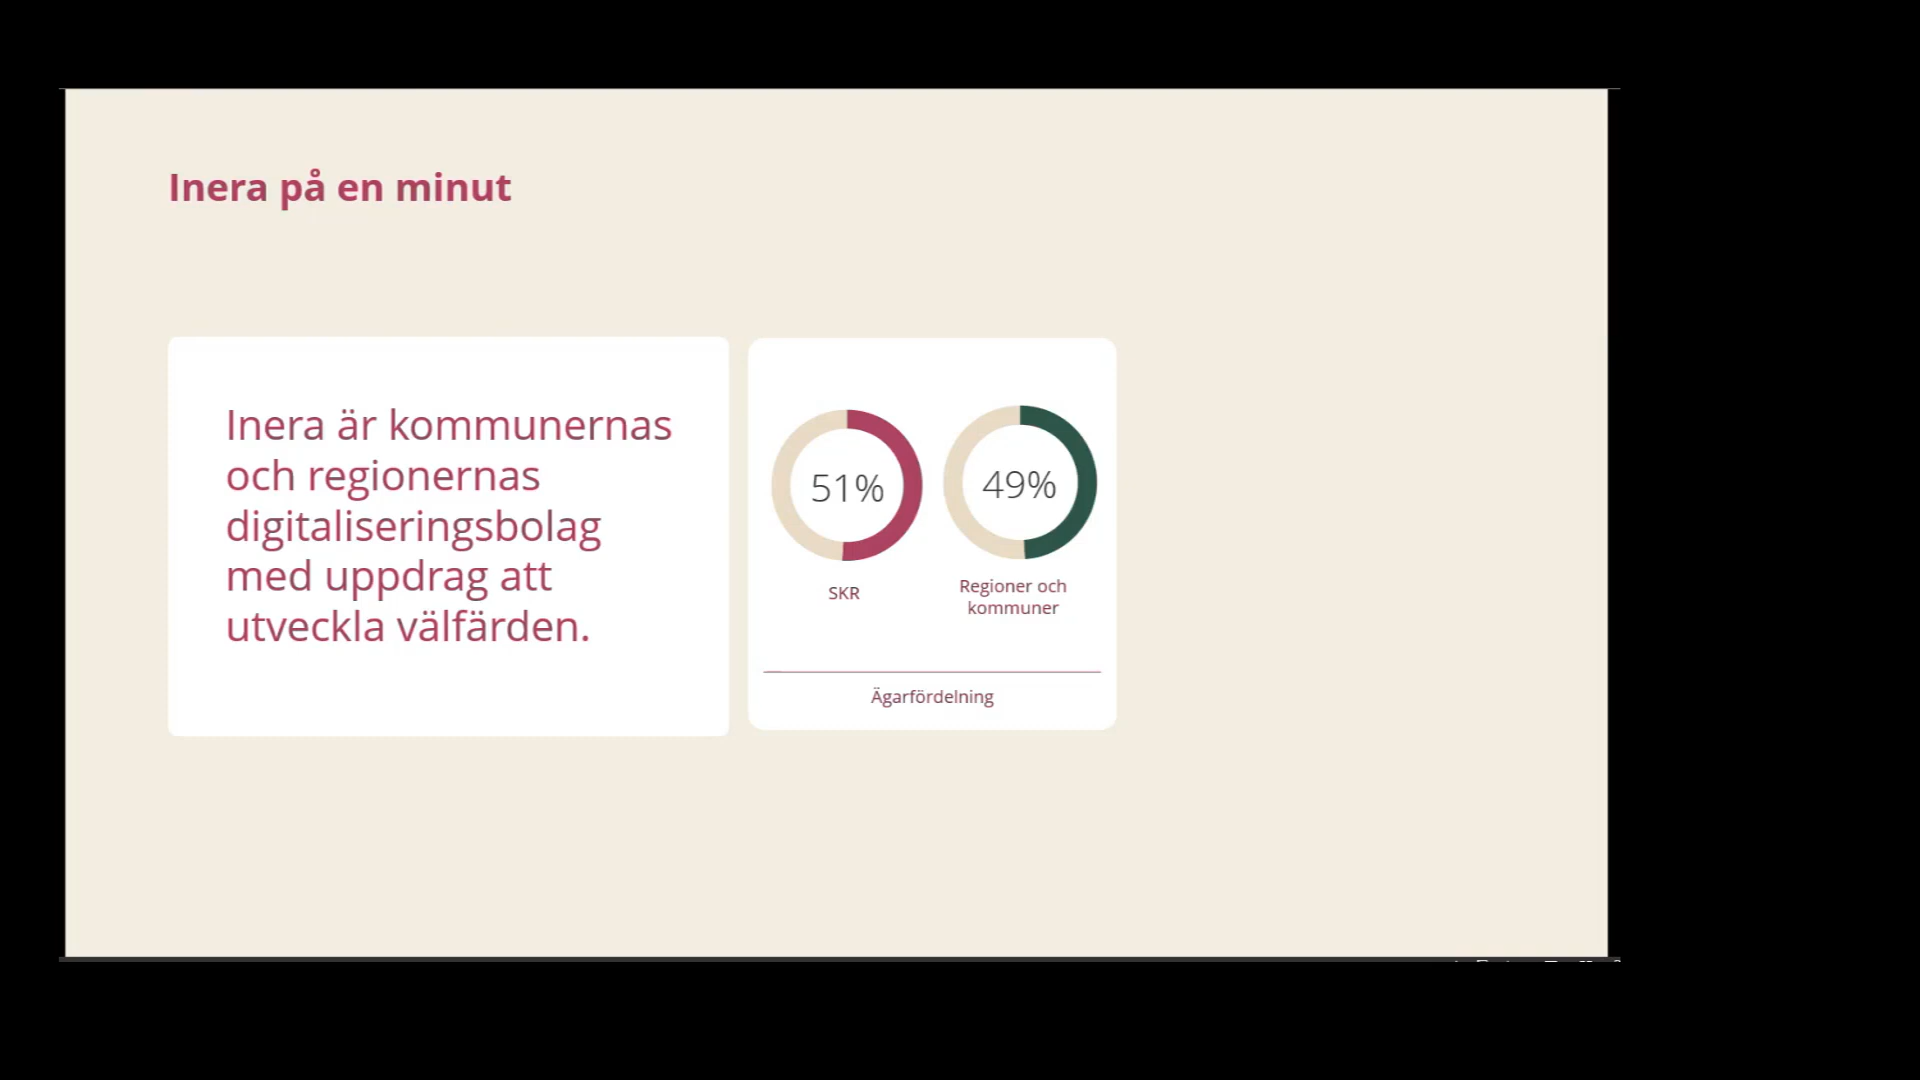 Inera på en minut
Inera är kommunernas
och regionernas
digitaliseringsbolag
med uppdrag att
utveckla välfärden.
51%
49%
SKR
Regioner och
kommuner
Ägarfördelning